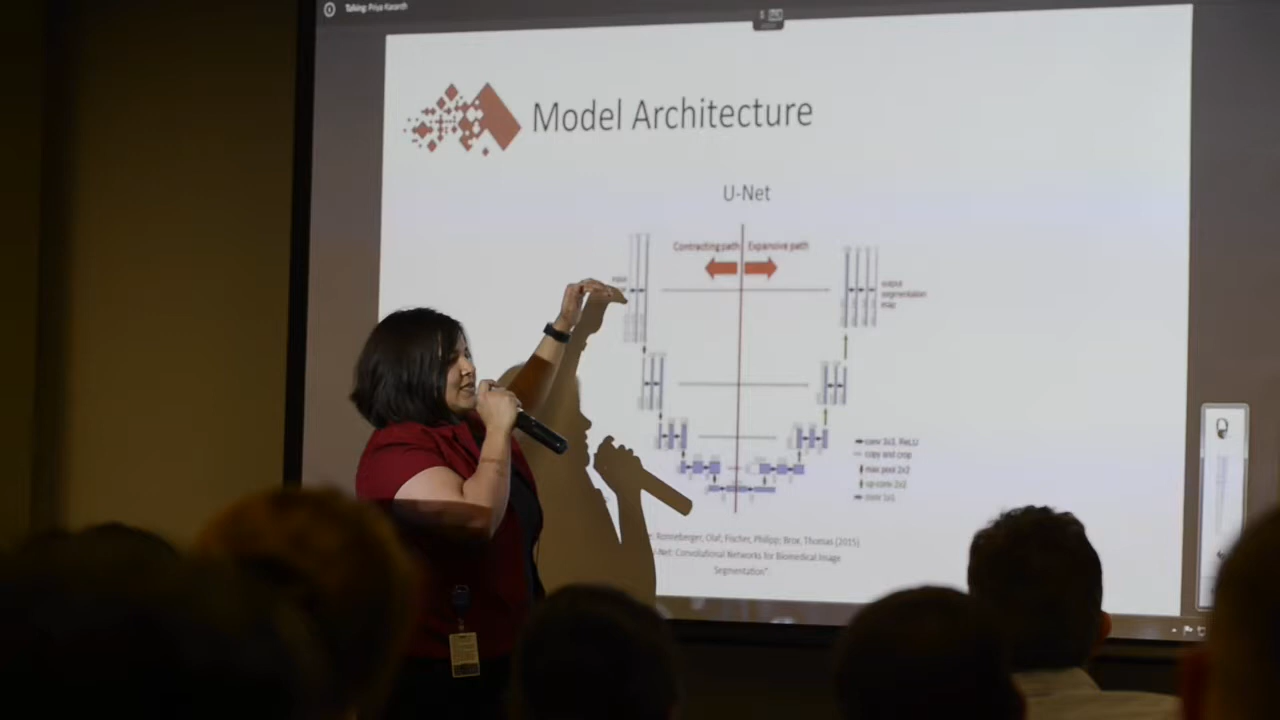 Talking: Priya Kasarch
Model Architecture
U-Net
Contracting path
Expansive path
input
output
segmentation
map
conv 3x3, ReLU
copy and crop
max pool 2x2
up-conv 2x2
conv 1x1
Ronneberger, Olaf; Fischer, Philipp; Brox, Thomas (2015)
Net: Convolutional Networks for Biomedical Image
Segmentation".